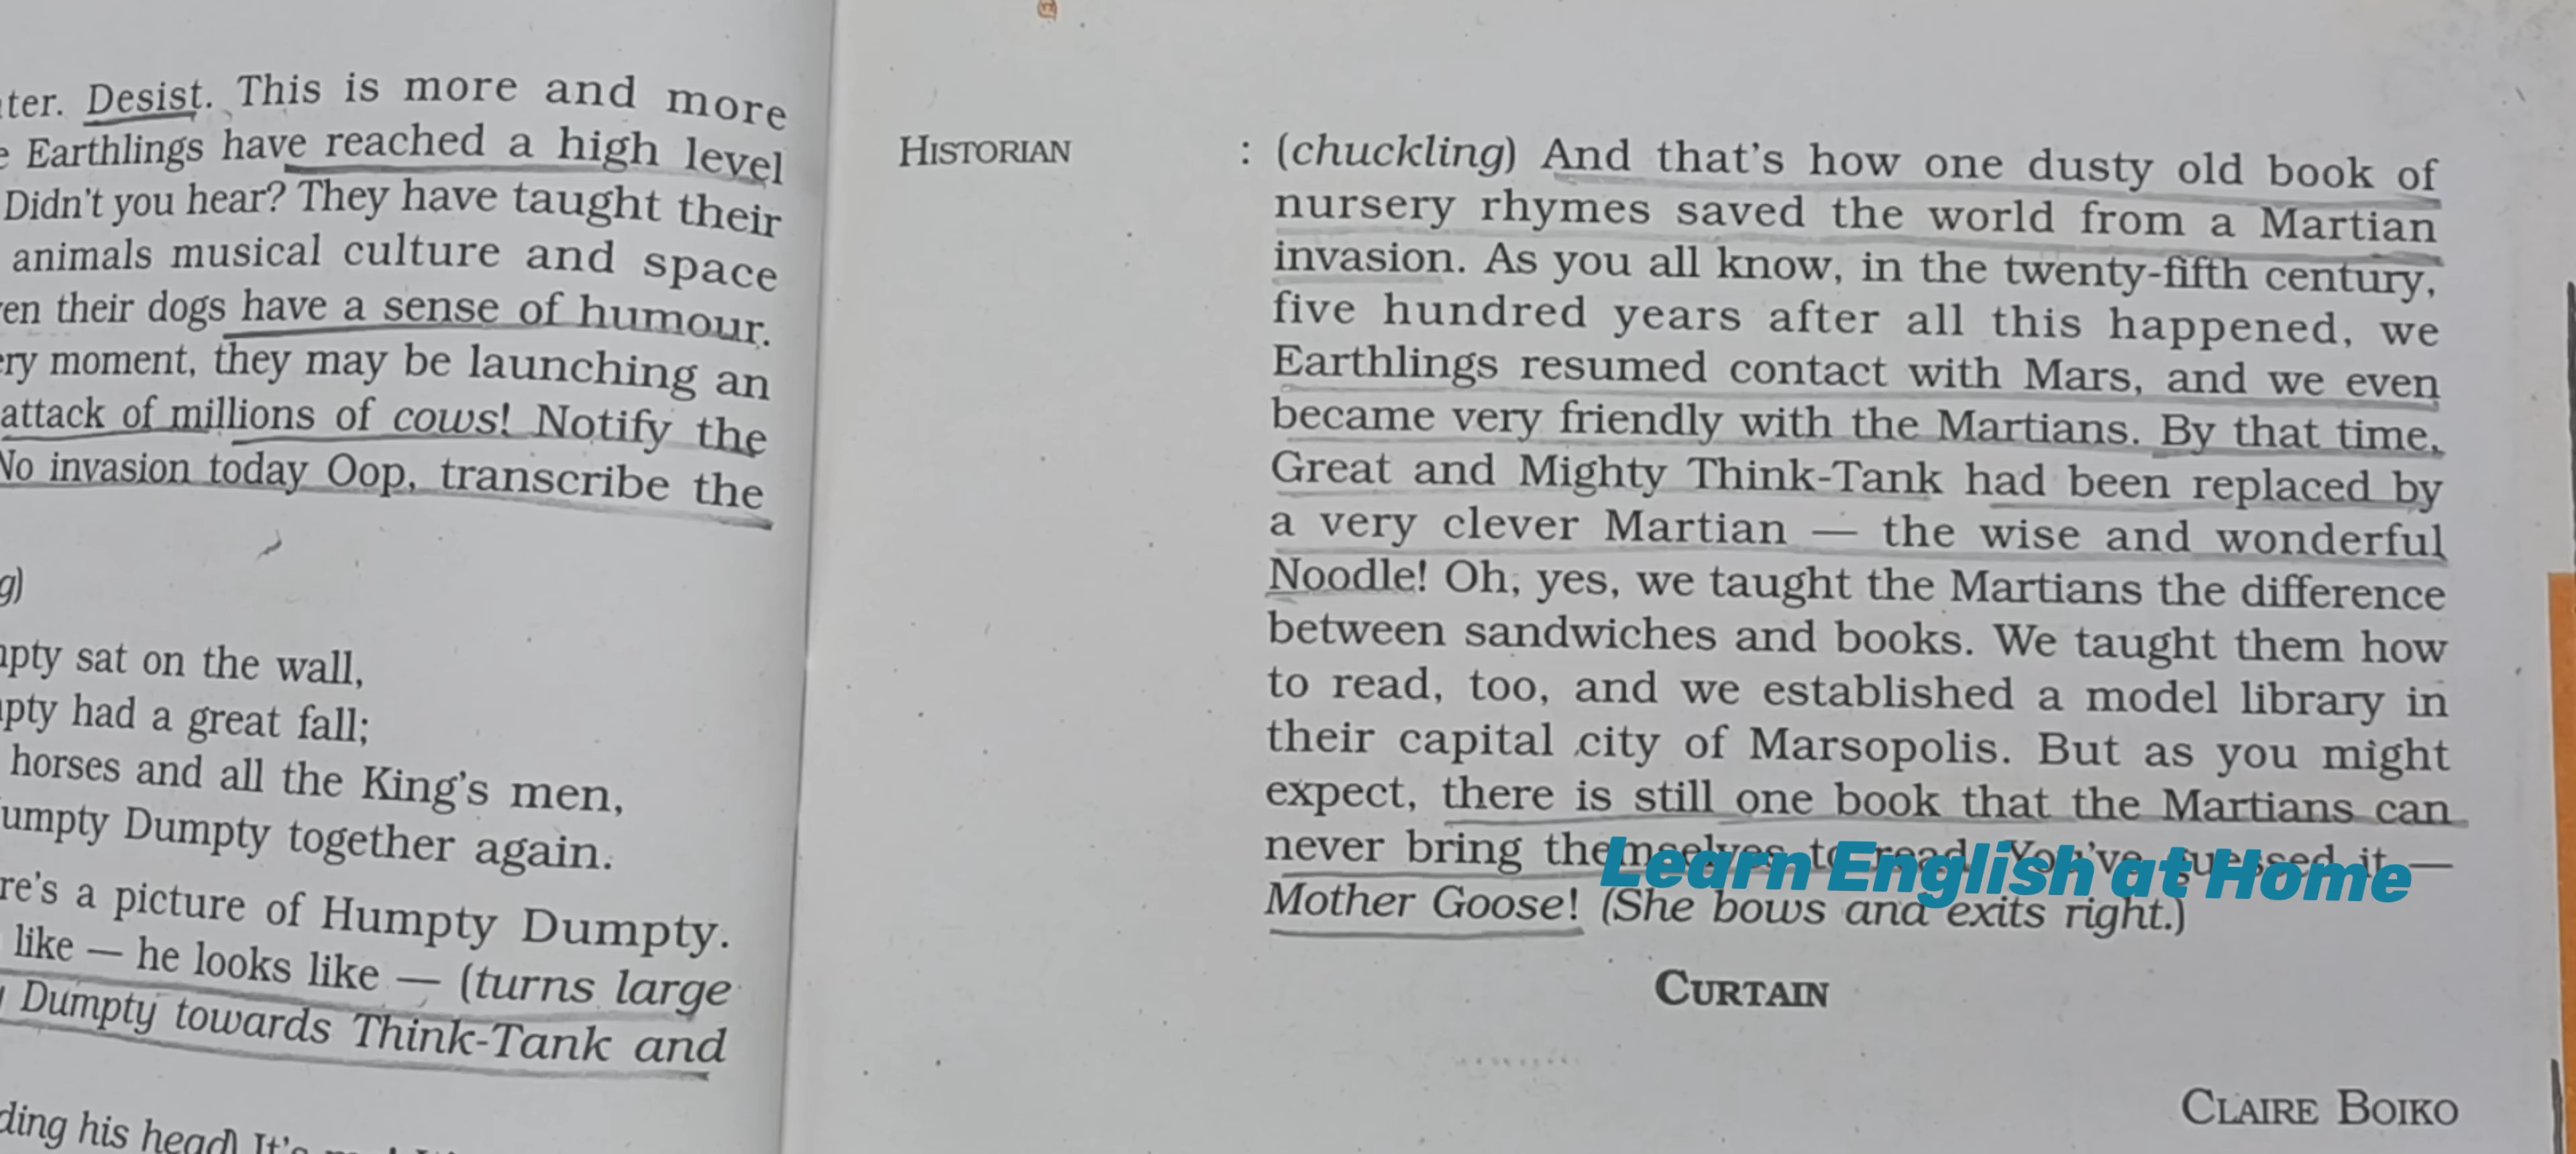 ter. Desist. This is more and more
Earthlings have reached a high level
Didn't you hear? They have taught their
animals musical culture and space
en their dogs have a sense of humour.
ry moment, they may be launching an
attack of millions of cows! Notify the
No invasion today Oop, transcribe the
g)
mpty sat on the wall,
mpty had a great fall;
horses and all the King's men,
umpty Dumpty together again.
re's a picture of Humpty Dumpty.
like — he looks like — (turns large
Dumpty towards Think-Tank and
ding his head) It's
HISTORIAN : (chuckling) And that's how one dusty old book of
nursery rhymes saved the world from a Martian
invasion. As you all know, in the twenty-fifth century,
five hundred years after all this happened, we
Earthlings resumed contact with Mars, and we even
became very friendly with the Martians. By that time,
Great and Mighty Think-Tank had been replaced by
a very clever Martian — the wise and wonderful
Noodle! Oh, yes, we taught the Martians the difference
between sandwiches and books. We taught them how
to read, too, and we established a model library in
their capital city of Marsopolis. But as you might
expect, there is still one book that the Martians can
never bring themselves to read. You've guessed it —
Mother Goose! (She bows and exits right.)
Learn English at Home
CURTAIN
CLAIRE BOIKO